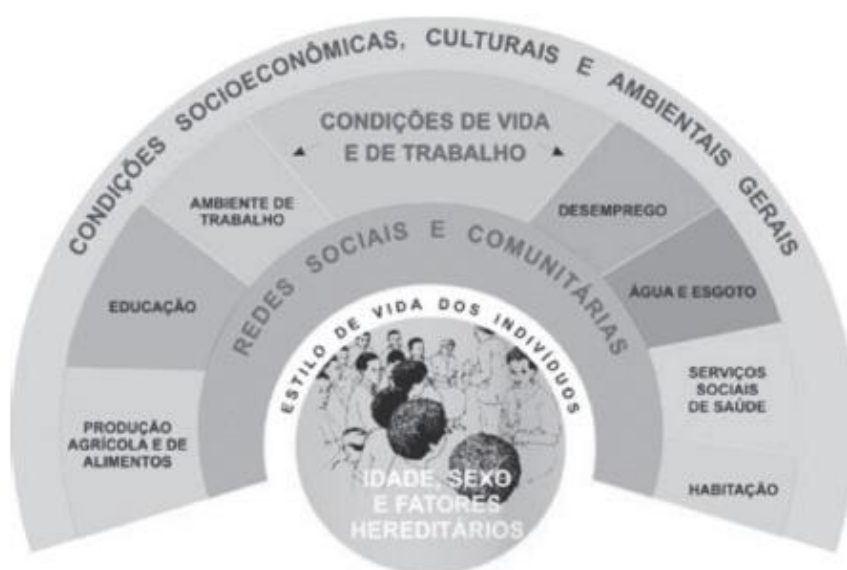 CONDIÇÕES SOCIOECONÔMICAS, CULTURAIS E AMBIENTAIS GERAIS
CONDIÇÕES DE VIDA
E DE TRABALHO
AMBIENTE DE
TRABALHO
DESEMPREGO
EDUCAÇÃO
ÁGUA E ESGOTO
PRODUÇÃO
AGRÍCOLA E DE
ALIMENTOS
SERVIÇOS
SOCIAIS
DE SAÚDE
HABITAÇÃO
REDES SOCIAIS E COMUNITÁRIAS
ESTILO DE VIDA DOS INDIVÍDUOS
IDADE, SEXO
E FATORES
HEREDITÁRIOS